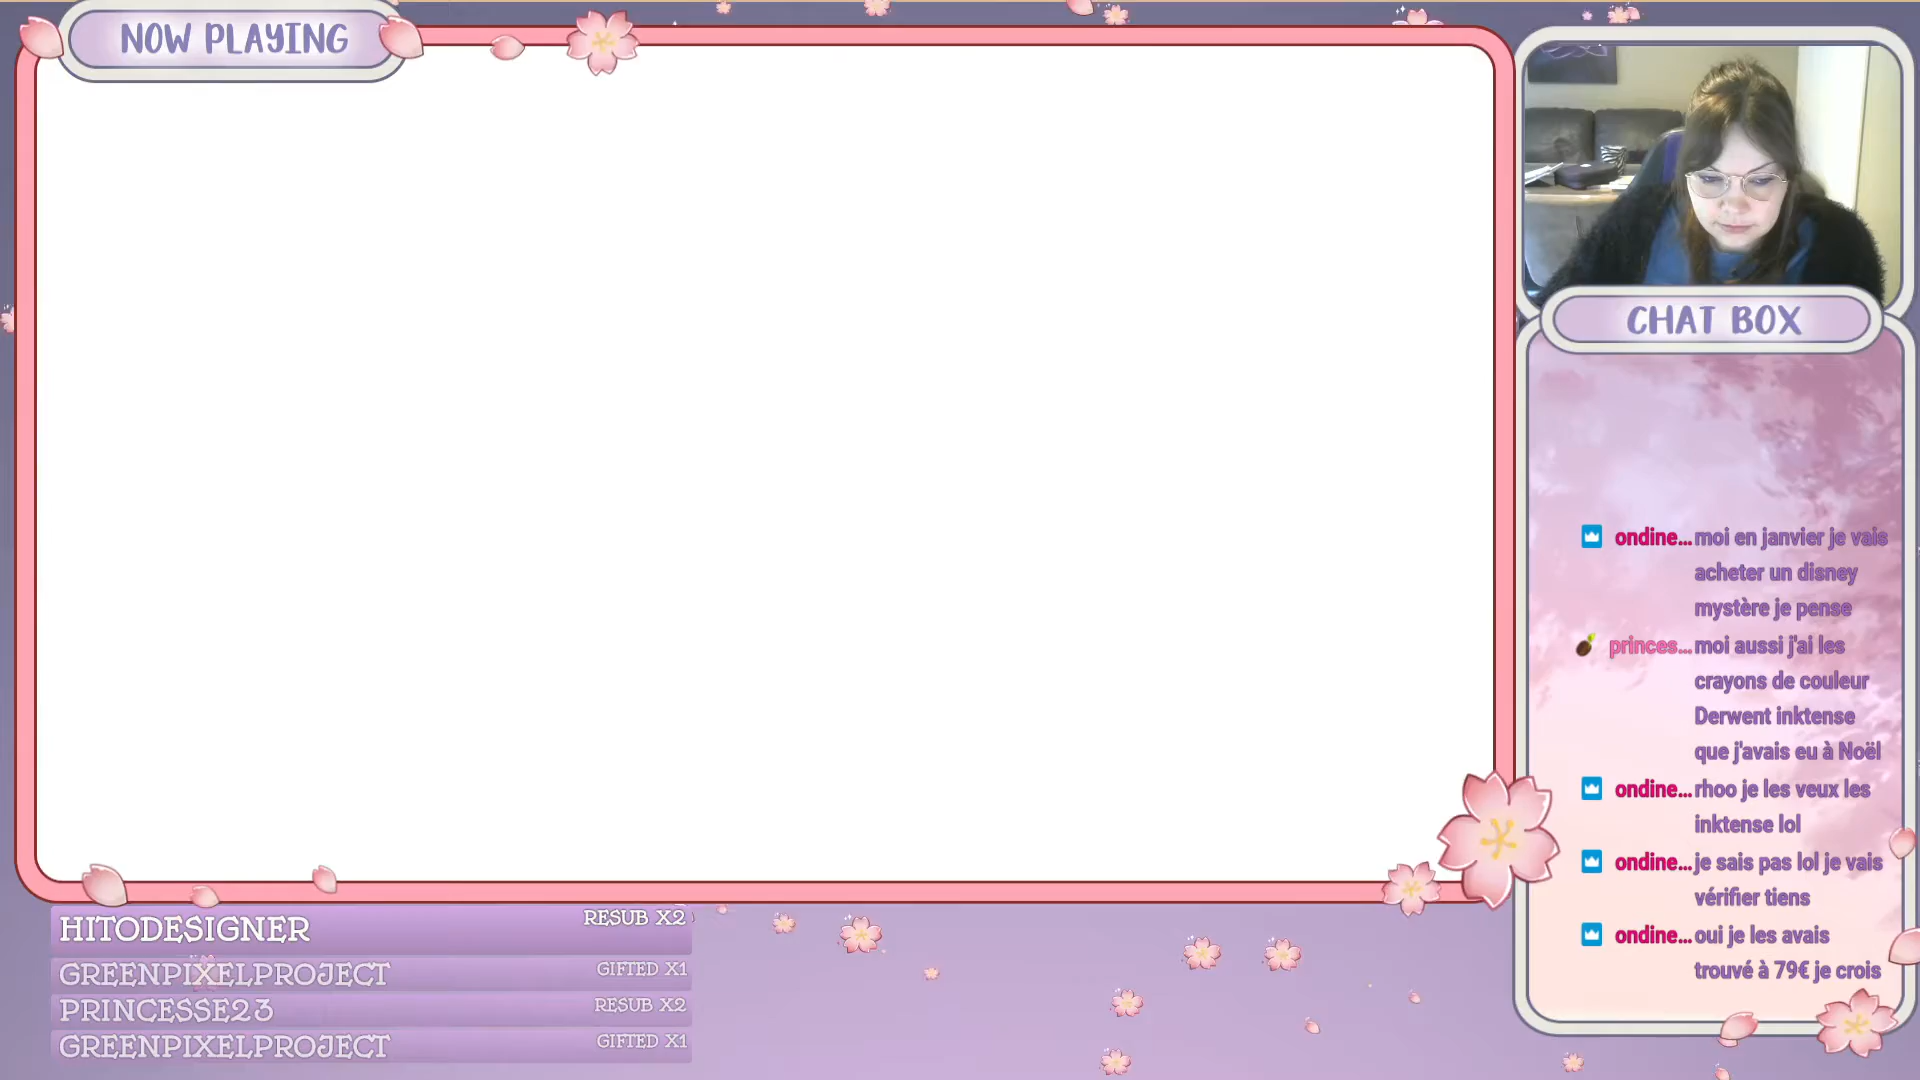 NOW PLAYING
CHAT BOX
ondine... moi en janvier je vais
acheter un disney
mystère je pense
princes... moi aussi j'ai les
crayons de couleur
Derwent inktense
que j'avais eu à Noël
ondine... rhoo je les veux les
inktense lol
ondine... je sais pas lol je vais
vérifier tiens
ondine... oui je les avais
trouvé à 79€ je crois
HITODESIGNER RESUB X2
GREENPIXELPROJECT GIFTED X1
PRINCESSE23 RESUB X2
GREENPIXELPROJECT GIFTED X1